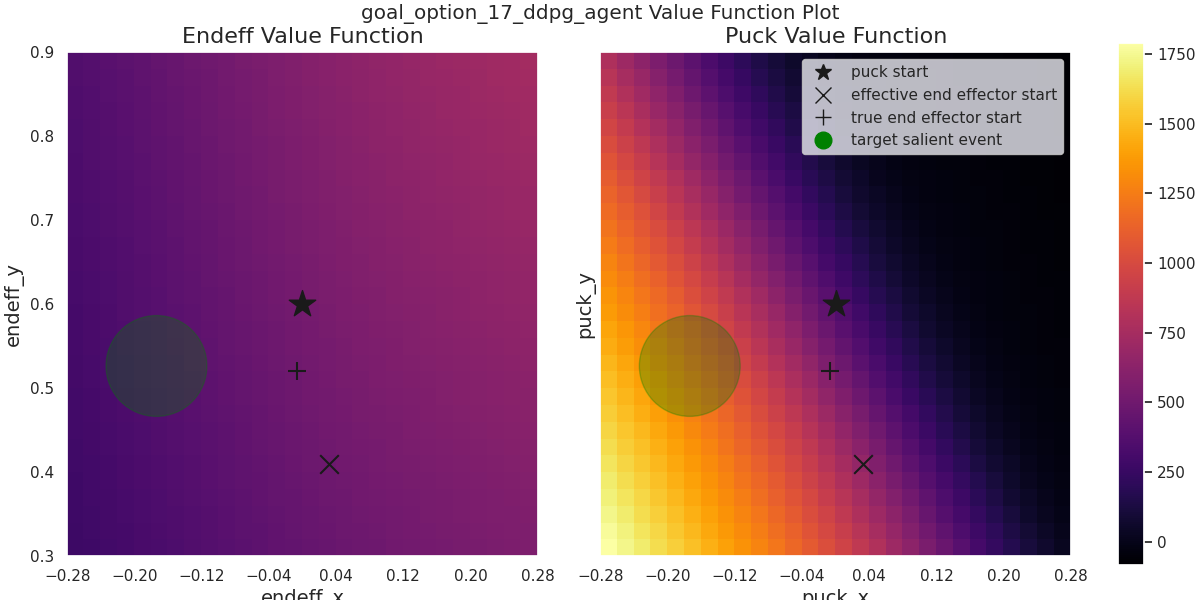 goal_option_17_ddpg_agent Value Function Plot
Endeff Value Function
Puck Value Function
0.9
0.8
0.7
0.6
0.5
0.4
0.3
endeff_y
−0.28 −0.20 −0.12 −0.04 0.04 0.12 0.20 0.28
endeff_x
puck start
effective end effector start
true end effector start
target salient event
puck_y
−0.28 −0.20 −0.12 −0.04 0.04 0.12 0.20 0.28
puck_x
1750
1500
1250
1000
750
500
250
0